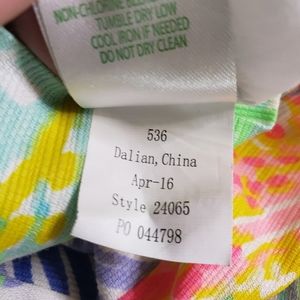 NON-CHLORINE
TUMBLE DRY LOW
COOL IRON IF NEEDED
DO NOT DRY CLEAN
536
Dalian, China
Apr-16
Style 24065
PO 044798